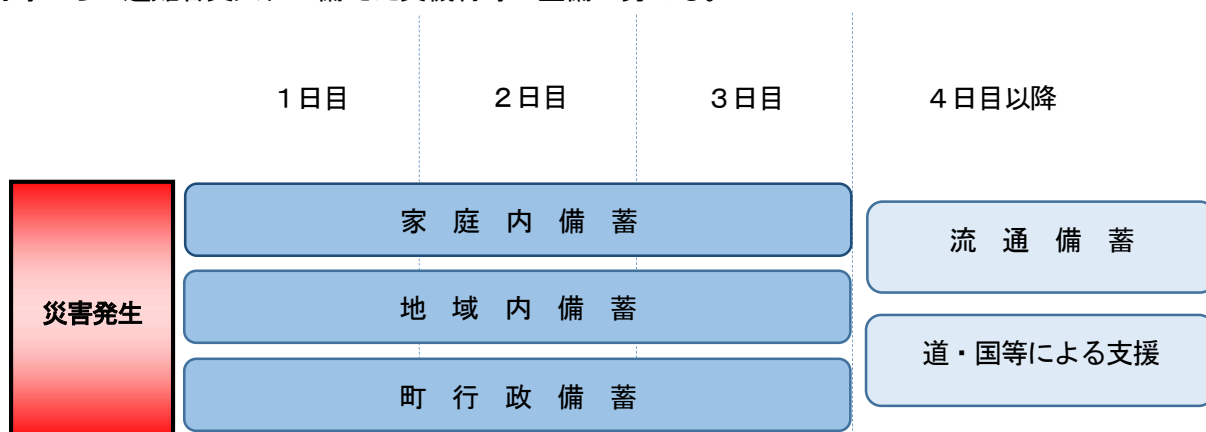 １日目　２日目　３日目　４日目以降
家庭内備蓄
流通備蓄
災害発生
地域内備蓄
道・国等による支援
町行政備蓄